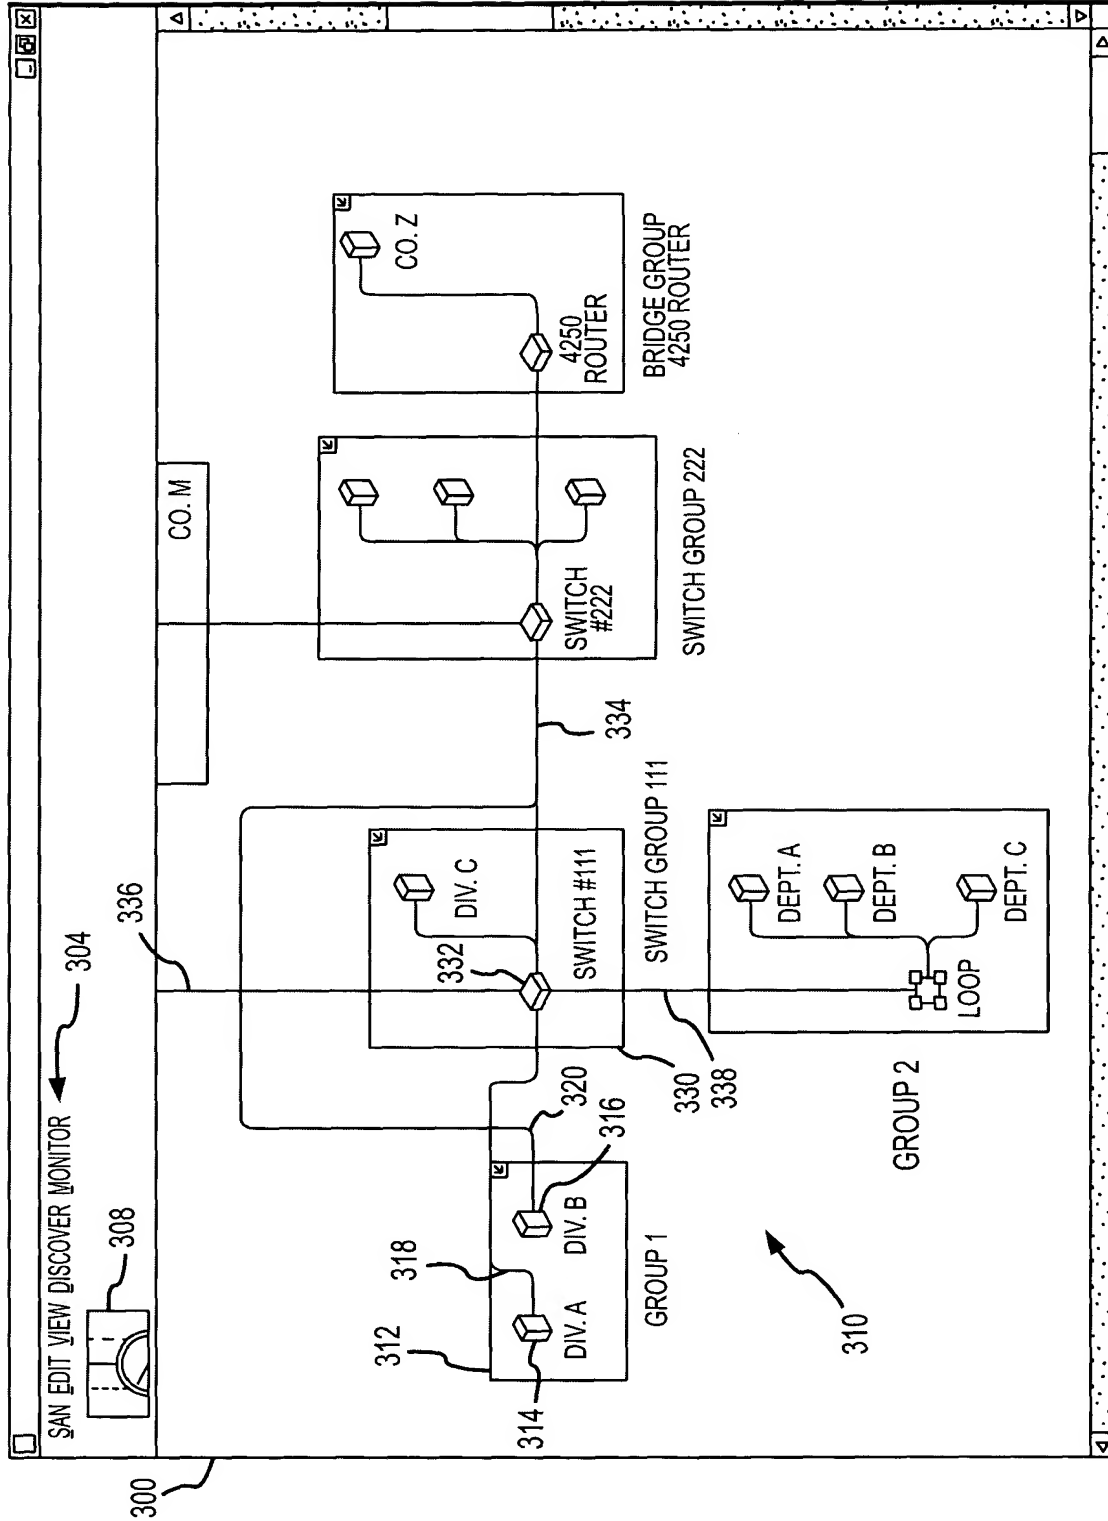 300
SAN EDIT VIEW DISCOVER MONITOR
304
308
336
CO. M
312
318
314
DIV. A
DIV. B
GROUP 1
320
316
332
DIV. C
SWITCH #111
330
SWITCH GROUP 111
338
334
SWITCH
#222
SWITCH GROUP 222
CO. Z
4250
ROUTER
BRIDGE GROUP
4250 ROUTER
310
GROUP 2
DEPT. A
DEPT. B
DEPT. C
LOOP